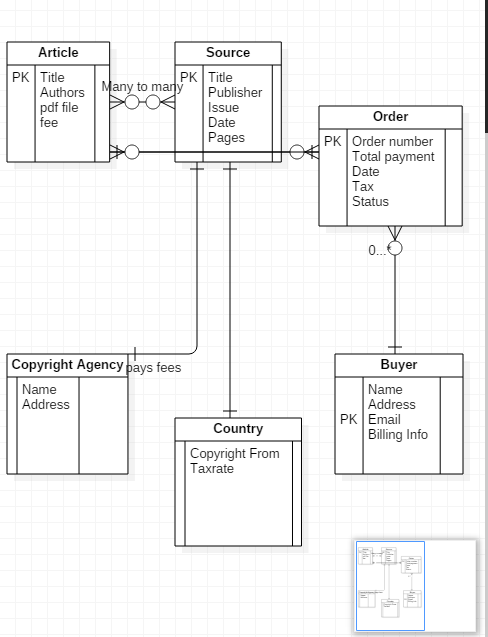 Article
PK
Title
Authors
pdf file
fee
Many to many
Source
PK
Title
Publisher
Issue
Date
Pages
Order
PK
Order number
Total payment
Date
Tax
Status
0...*
Copyright Agency
Name
Address
pays fees
Country
Copyright From
Taxrate
Buyer
Name
Address
PK
Email
Billing Info